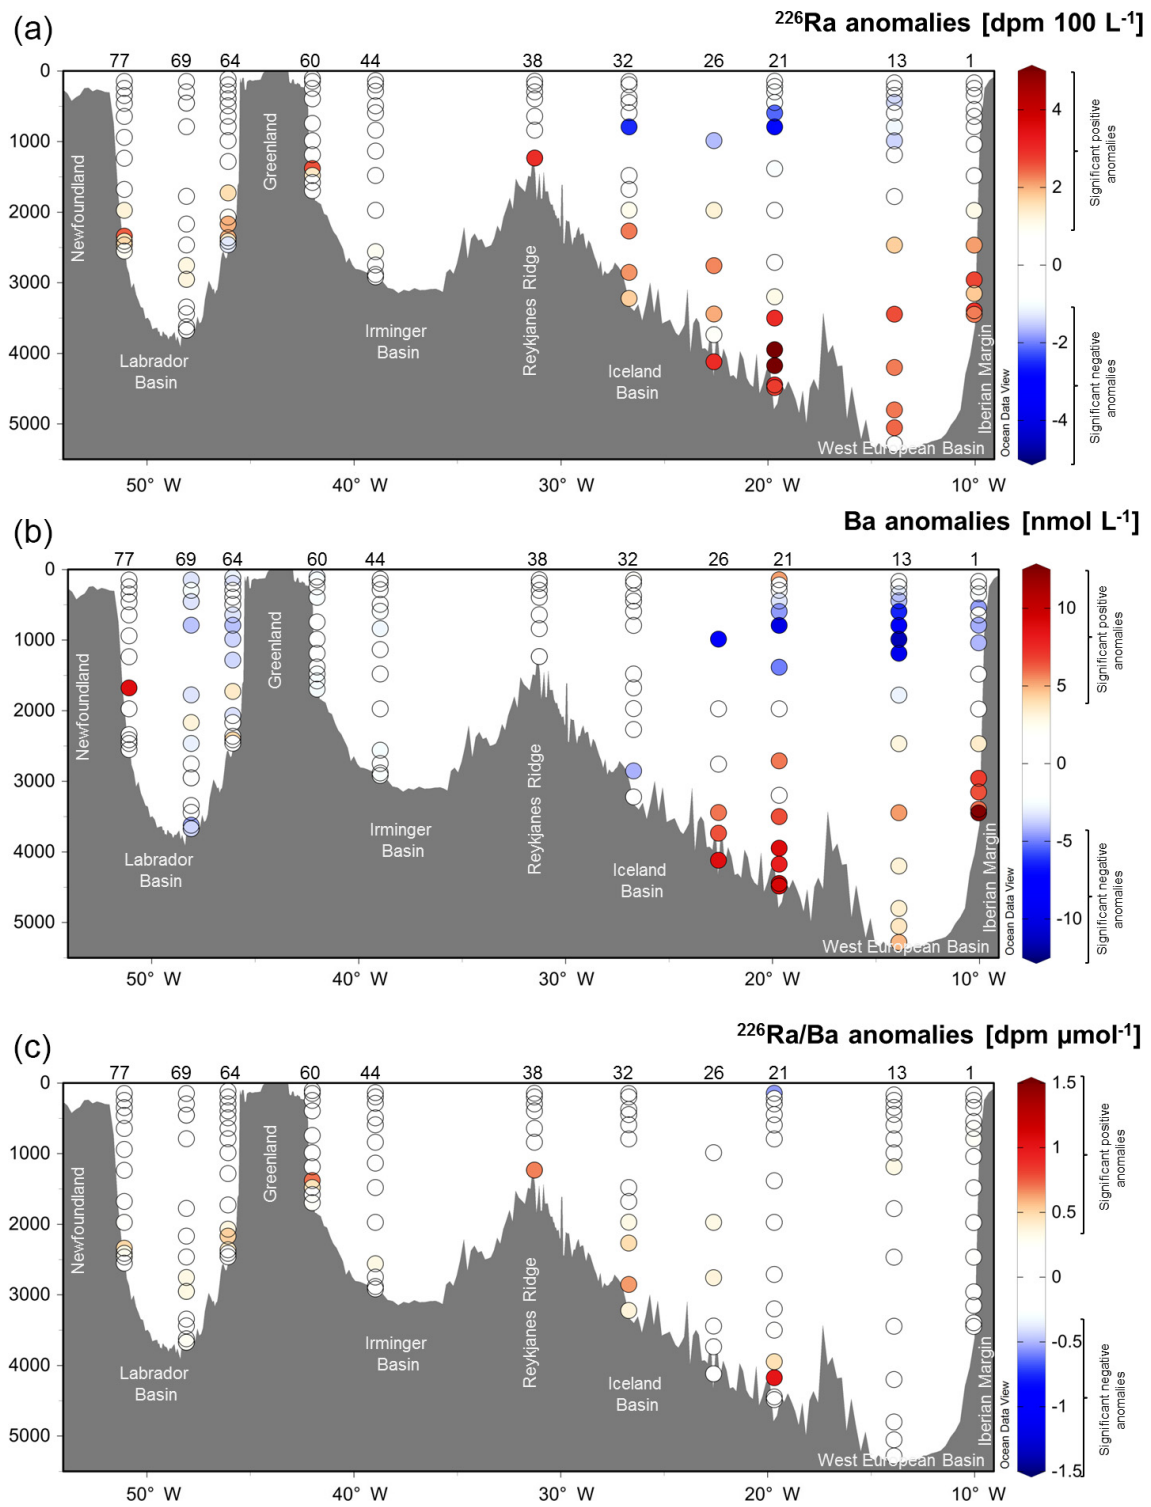 (a)
²²⁶Ra anomalies [dpm 100 L⁻¹]
77 69 64 60 44 38 32 26 21 13 1
0
1000
2000
3000
4000
5000
Newfoundland
Labrador
Basin
Greenland
Irminger
Basin
Reykjanes Ridge
Iceland
Basin
West European Basin
Iberian Margin
Ocean Data View
50° W 40° W 30° W 20° W 10° W
4
2
0
-2
-4
Significant positive
anomalies
Significant negative
anomalies
(b)
Ba anomalies [nmol L⁻¹]
77 69 64 60 44 38 32 26 21 13 1
0
1000
2000
3000
4000
5000
Newfoundland
Labrador
Basin
Greenland
Irminger
Basin
Reykjanes Ridge
Iceland
Basin
West European Basin
Iberian Margin
Ocean Data View
50° W 40° W 30° W 20° W 10° W
10
5
0
-5
-10
Significant positive
anomalies
Significant negative
anomalies
(c)
²²⁶Ra/Ba anomalies [dpm µmol⁻¹]
77 69 64 60 44 38 32 26 21 13 1
0
1000
2000
3000
4000
5000
Newfoundland
Labrador
Basin
Greenland
Irminger
Basin
Reykjanes Ridge
Iceland
Basin
West European Basin
Iberian Margin
Ocean Data View
50° W 40° W 30° W 20° W 10° W
1.5
1
0.5
0
-0.5
-1
-1.5
Significant positive
anomalies
Significant negative
anomalies